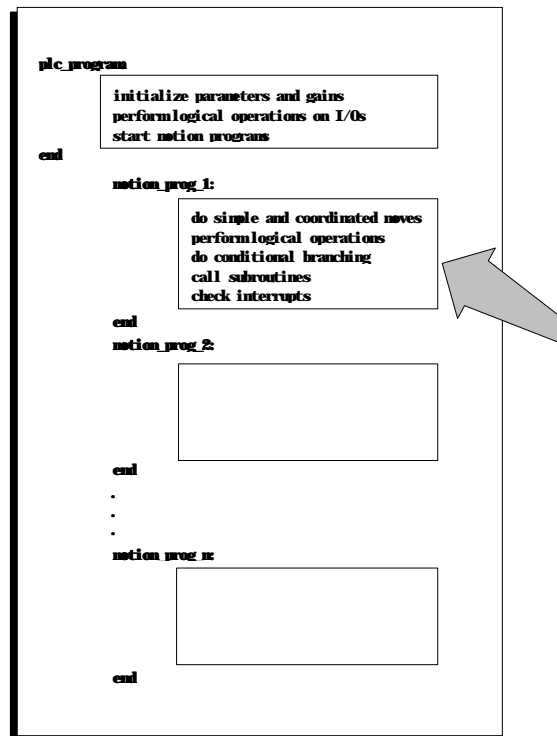 plc_program
initialize parameters and gains
perform logical operations on I/Os
start motion programs
end
motion_prog_1:
do simple and coordinated moves
perform logical operations
do conditional branching
call subroutines
check interrupts
end
motion_prog_2:
end
.
.
.
motion_prog_n:
end